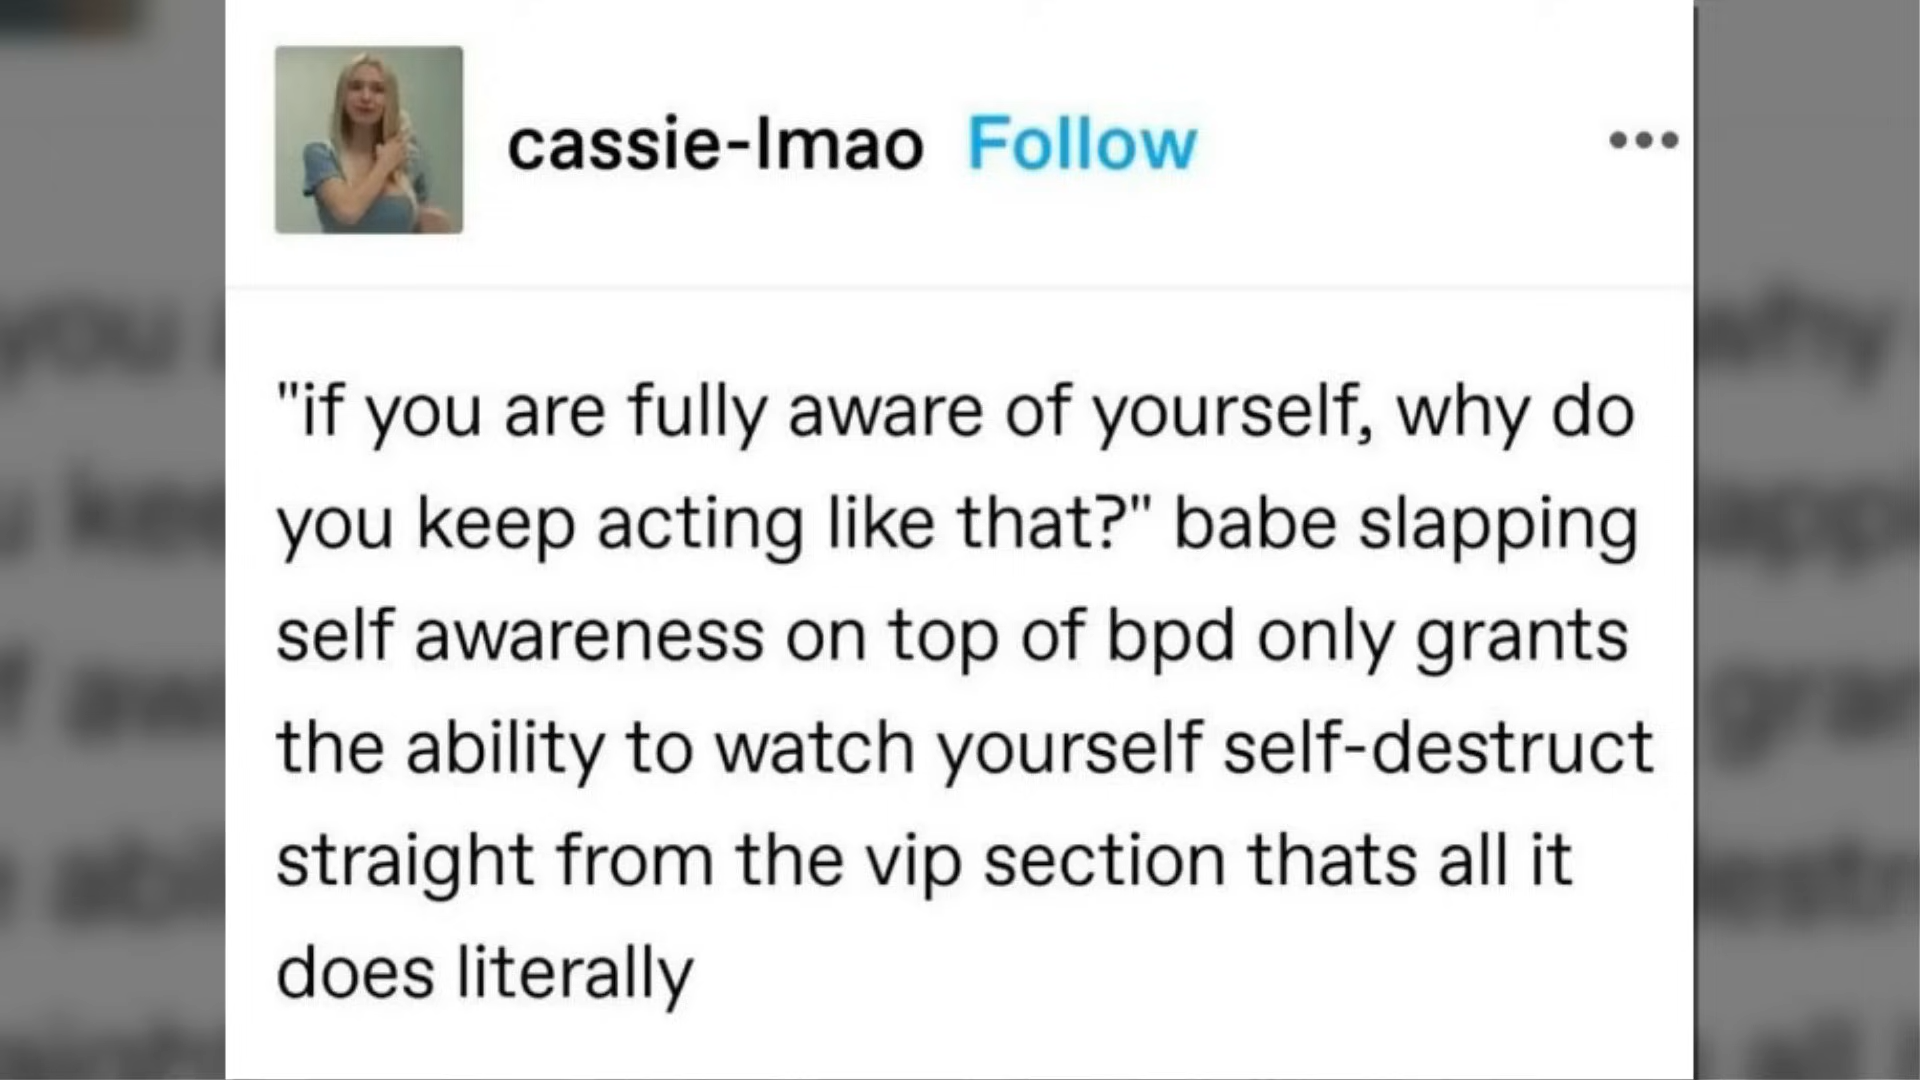 cassie-lmao Follow
"if you are fully aware of yourself, why do
you keep acting like that?" babe slapping
self awareness on top of bpd only grants
the ability to watch yourself self-destruct
straight from the vip section thats all it
does literally